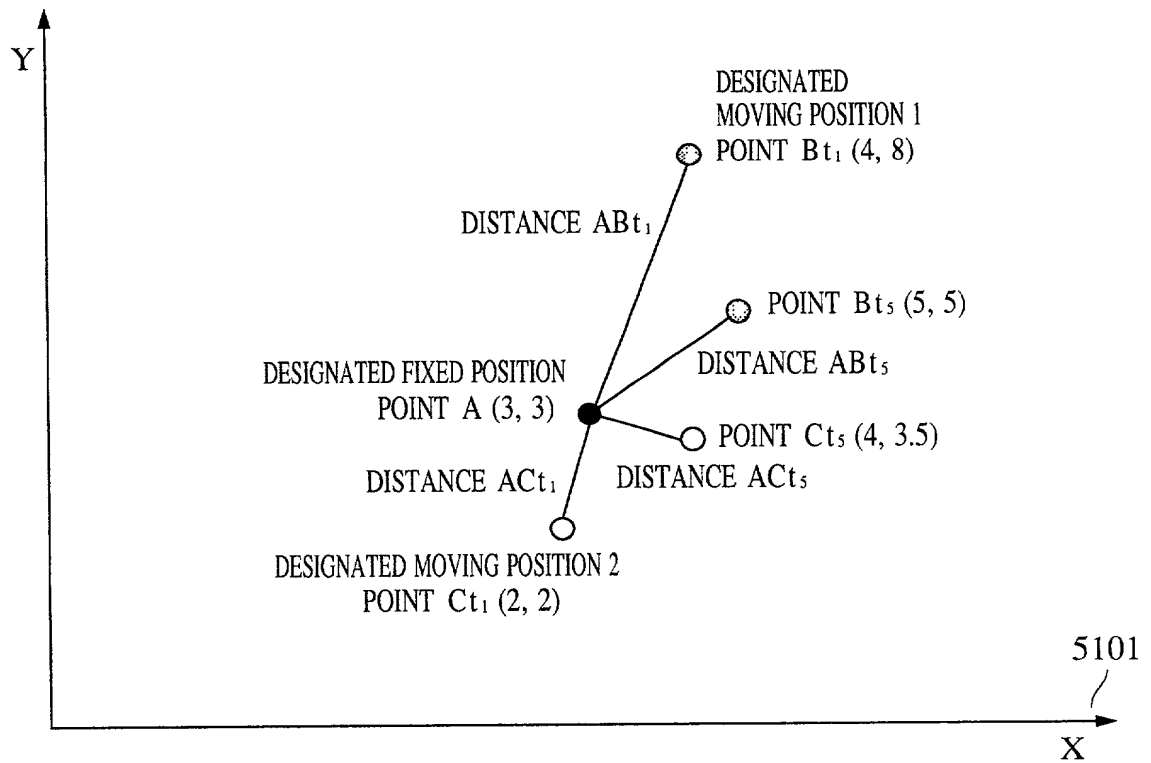 Y
DESIGNATED
MOVING POSITION 1
POINT Bt₁ (4, 8)
DISTANCE ABt₁
POINT Bt₅ (5, 5)
DISTANCE ABt₅
DESIGNATED FIXED POSITION
POINT A (3, 3)
POINT Ct₅ (4, 3.5)
DISTANCE ACt₁
DISTANCE ACt₅
DESIGNATED MOVING POSITION 2
POINT Ct₁ (2, 2)
5101
X